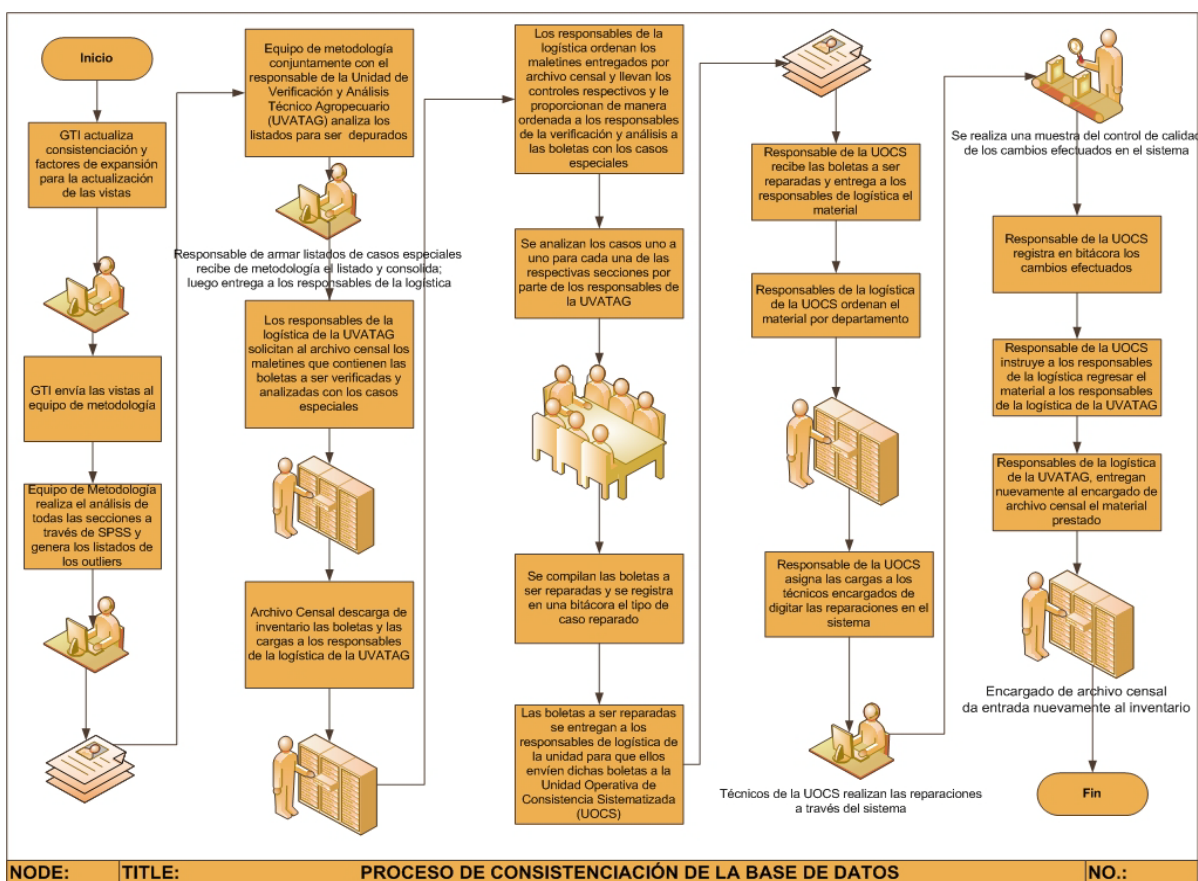 Inicio
GTI actualiza
consistenciación y
factores de expansión
para la actualización
de las vistas
GTI envía las vistas al
equipo de metodología
Equipo de Metodología
realiza el análisis de
todas las secciones a
través de SPSS y
genera los listados de
los outliers
Equipo de metodología
conjuntamente con el
responsable de la Unidad de
Verificación y Análisis
Técnico Agropecuario
(UVATAG) analiza los
listados para ser depurados
Responsable de armar listados de casos especiales
recibe de metodología el listado y consolida;
luego entrega a los responsables de la logística
Los responsables de la
logística de la UVATAG
solicitan al archivo censal los
maletines que contienen las
boletas a ser verificadas y
analizadas con los casos
especiales
Archivo Censal descarga de
inventario las boletas y las
cargas a los responsables
de la logística de la UVATAG
Los responsables de la
logística ordenan los
maletines entregados por
archivo censal y llevan los
controles respectivos y le
proporcionan de manera
ordenada a los responsables
de la verificación y análisis a
las boletas con los casos
especiales
Se analizan los casos uno a
uno para cada una de las
respectivas secciones por
parte de los responsables de
la UVATAG
Se compilan las boletas a
ser reparadas y se registra
en una bitácora el tipo de
caso reparado
Las boletas a ser reparadas
se entregan a los
responsables de logística de
la unidad para que ellos
envíen dichas boletas a la
Unidad Operativa de
Consistencia Sistematizada
(UOCS)
Responsable de la UOCS
recibe las boletas a ser
reparadas y entrega a los
responsables de logística el
material
Responsables de la logística
de la UOCS ordenan el
material por departamento
Responsable de la UOCS
asigna las cargas a los
técnicos encargados de
digitar las reparaciones en el
sistema
Técnicos de la UOCS realizan las reparaciones
a través del sistema
Se realiza una muestra del control de calidad
de los cambios efectuados en el sistema
Responsable de la UOCS
registra en bitácora los
cambios efectuados
Responsable de la UOCS
instruye a los responsables
de la logística regresar el
material a los responsables
de la logística de la UVATAG
Responsables de la logística
de la UVATAG, entregan
nuevamente al encargado de
archivo censal el material
prestado
Encargado de archivo censal
da entrada nuevamente al inventario
Fin
NODE:
TITLE:
PROCESO DE CONSISTENCIACIÓN DE LA BASE DE DATOS
NO.: